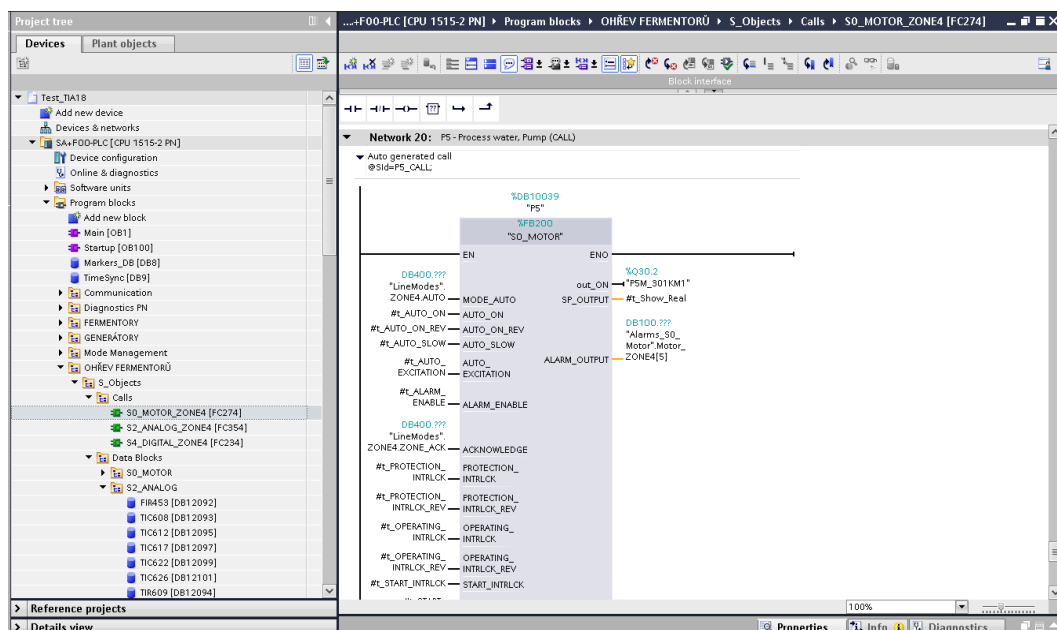 Project tree
Devices
Plant objects
Test_TIA18
Add new device
Devices & networks
SA+F00-PLC [CPU 1515-2 PN]
Device configuration
Online & diagnostics
Software units
Program blocks
Add new block
Main [OB1]
Startup [OB100]
Markers_DB [DB8]
TimeSync [DB9]
Communication
Diagnostics PN
FERMENTORY
GENERÁTORY
Mode Management
OHŘEV FERMENTORŮ
S_Objects
Calls
S0_MOTOR_ZONE4 [FC274]
S2_ANALOG_ZONE4 [FC354]
S4_DIGITAL_ZONE4 [FC234]
Data Blocks
S0_MOTOR
S2_ANALOG
FIR453 [DB12092]
TIC608 [DB12093]
TIC612 [DB12095]
TIC617 [DB12097]
TIC622 [DB12099]
TIC626 [DB12101]
TIR609 [DB12094]
Reference projects
Details view
...+F00-PLC [CPU 1515-2 PN] Program blocks OHŘEV FERMENTORŮ S_Objects Calls S0_MOTOR_ZONE4 [FC274]
Block interface
Network 20: P5 - Process water, Pump (CALL)
Auto generated call
@SId=P5_CALL;
%DB10039
"P5"
%FB200
"S0_MOTOR"
EN ENO
DB400.???
"LineModes".
ZONE4.AUTO MODE_AUTO
#t_AUTO_ON AUTO_ON
#t_AUTO_ON_REV AUTO_ON_REV
#t_AUTO_SLOW AUTO_SLOW
#t_AUTO_
EXCITATION
AUTO_
EXCITATION
#t_ALARM_
ENABLE ALARM_ENABLE
DB400.???
"LineModes".
ZONE4.ZONE_ACK ACKNOWLEDGE
#t_PROTECTION_
INTRLCK
PROTECTION_
INTRLCK
#t_PROTECTION_
INTRLCK_REV
PROTECTION_
INTRLCK_REV
#t_OPERATING_
INTRLCK
OPERATING_
INTRLCK
#t_OPERATING_
INTRLCK_REV
OPERATING_
INTRLCK_REV
#t_START_INTRLCK START_INTRLCK
%Q30.2
out_ON "P5M_301KM1"
SP_OUTPUT #t_Show_Real
DB100.???
"Alarms_S0_
Motor".Motor_
ALARM_OUTPUT ZONE4[5]
100%
Properties
Info
Diagnostics